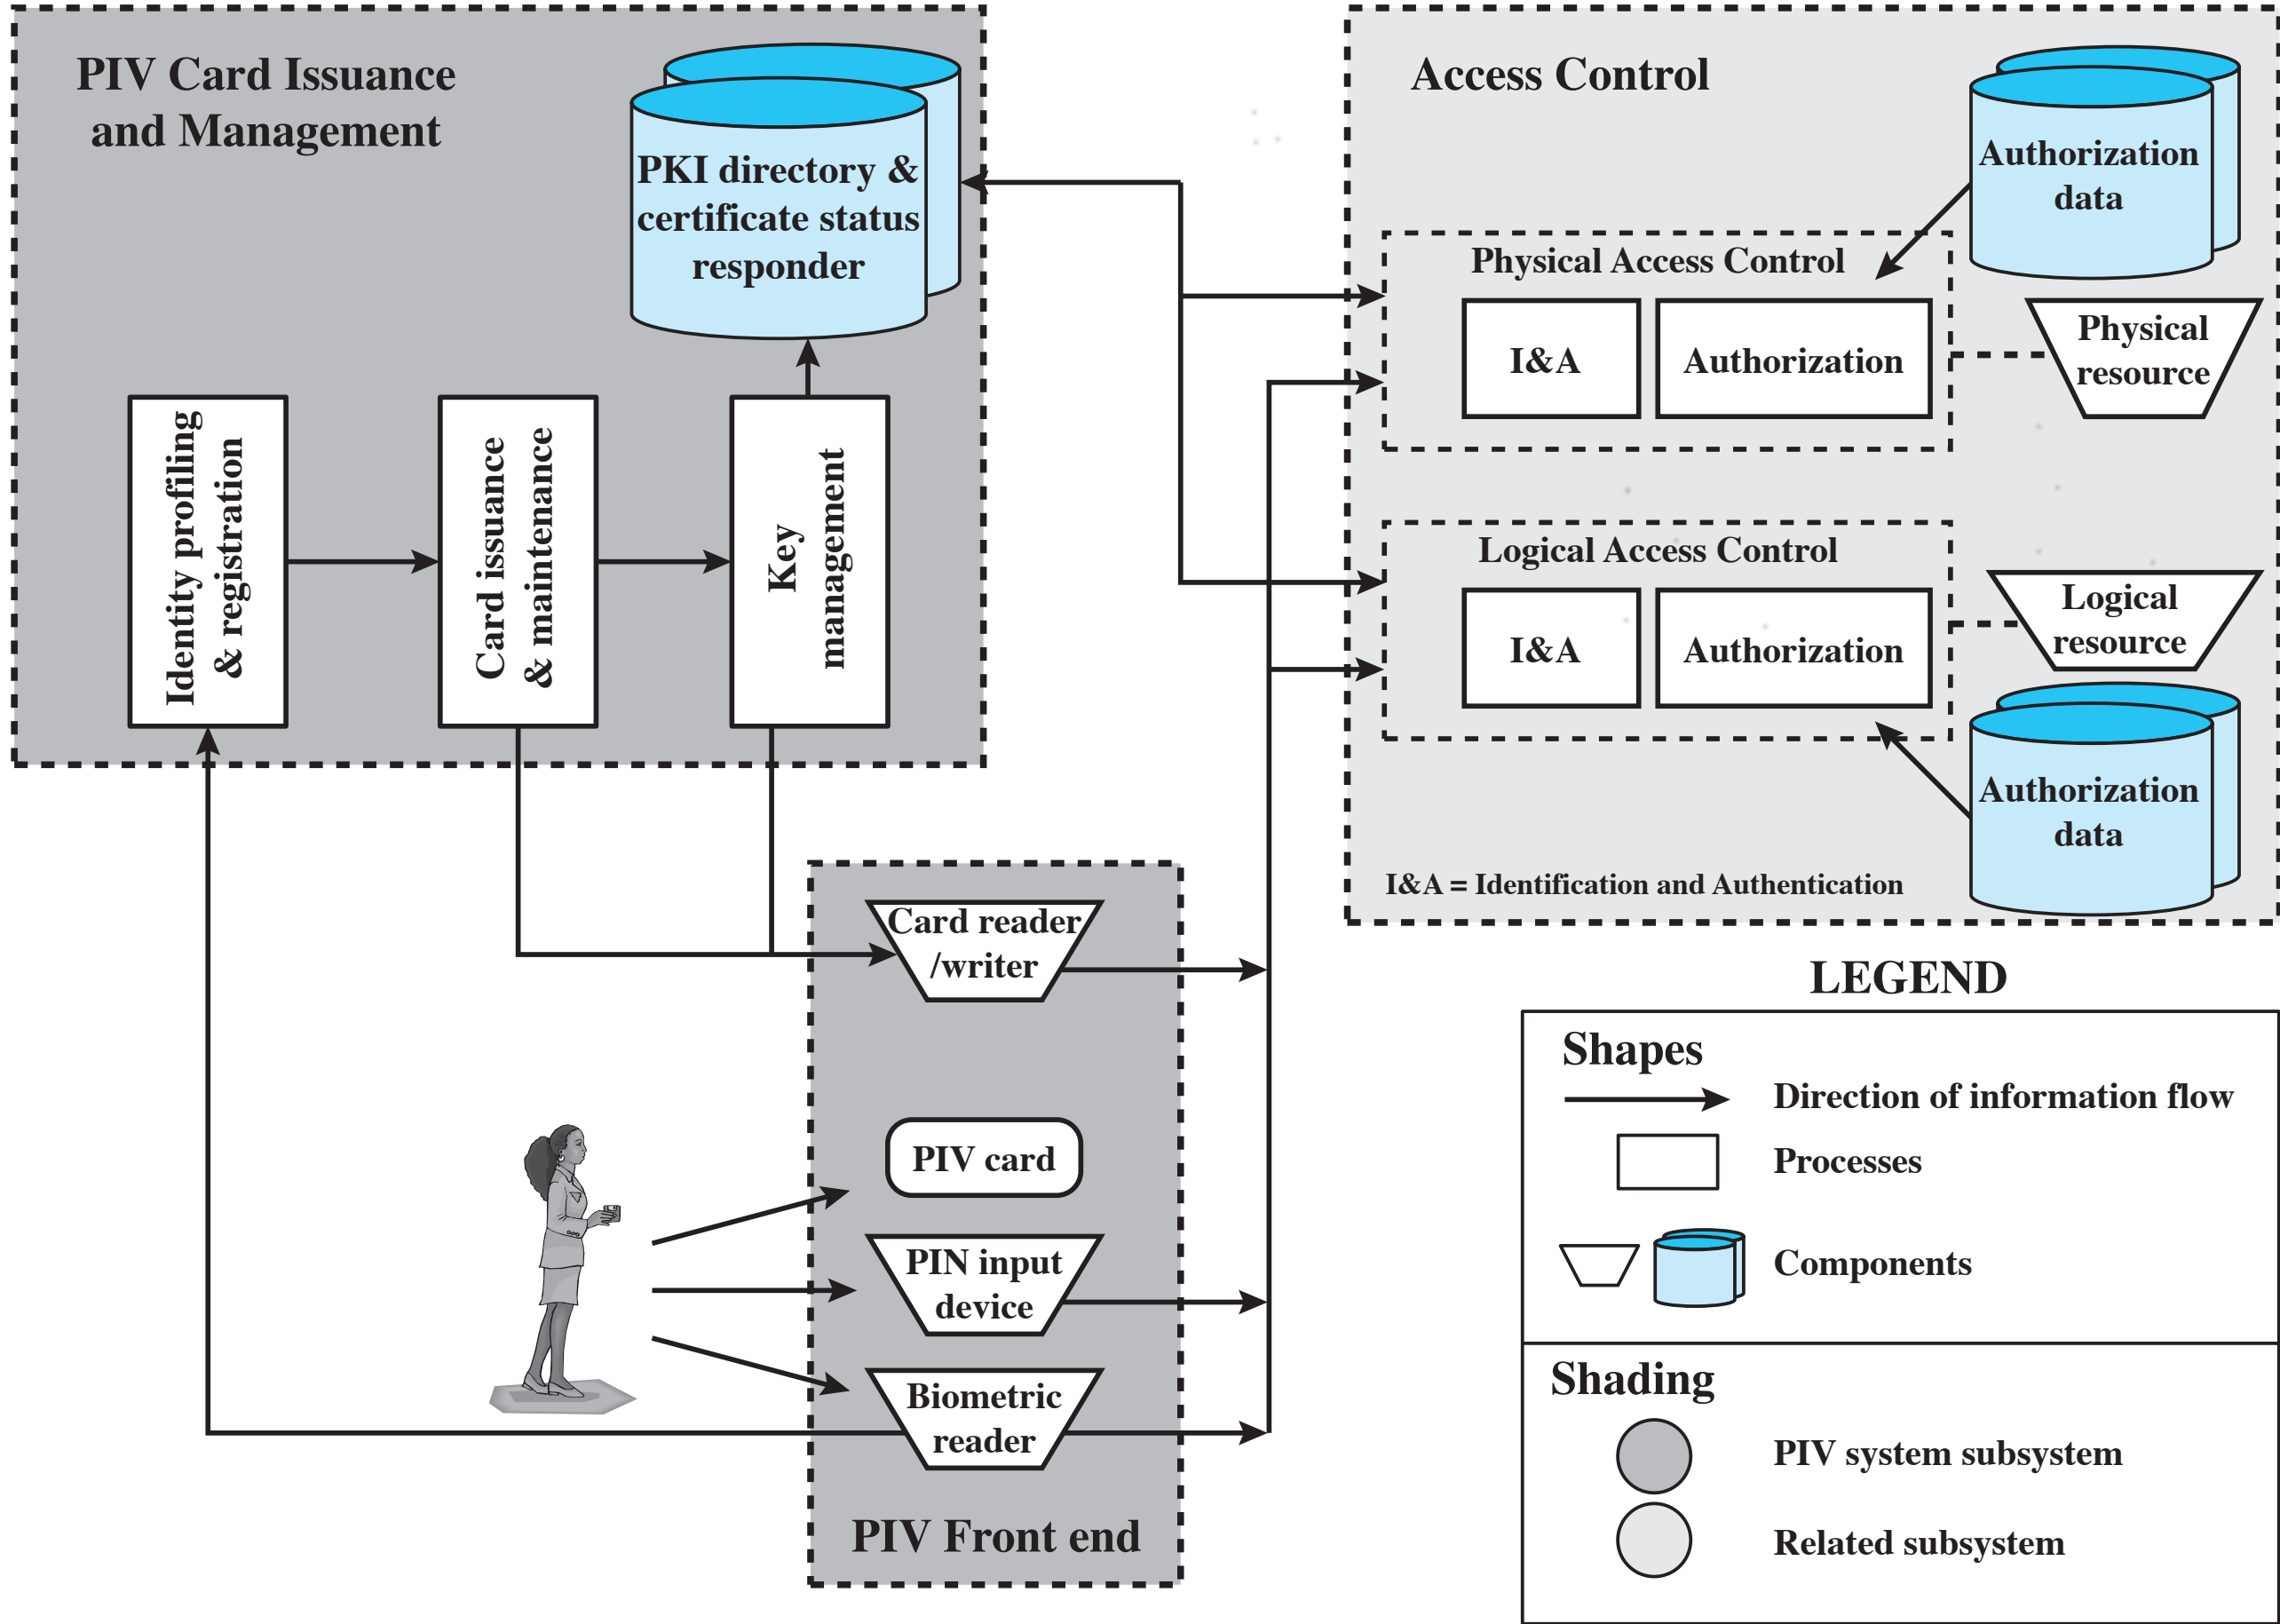 PIV Card Issuance
and Management
PKI directory &
certificate status
responder
Identity profiling
& registration
Card issuance
& maintenance
Key
management
Access Control
Authorization
data
Physical Access Control
I&A
Authorization
Physical
resource
Logical Access Control
I&A
Authorization
Logical
resource
Authorization
data
I&A = Identification and Authentication
Card reader
/writer
PIV card
PIN input
device
Biometric
reader
PIV Front end
LEGEND
Shapes
Direction of information flow
Processes
Components
Shading
PIV system subsystem
Related subsystem